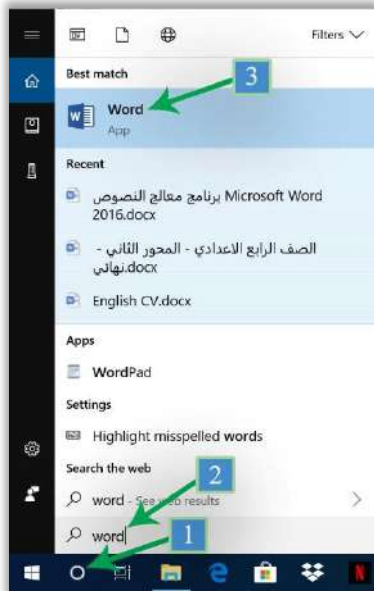 Filters
Best match
3
Word
App
Recent
Microsoft Word برنامج معالج النصوص
2016.docx
الصف الرابع الاعدادي - المحور الثاني -
نهائي.docx
English CV.docx
Apps
WordPad
Settings
Highlight misspelled words
Search the web
word - See web results
2
word
1